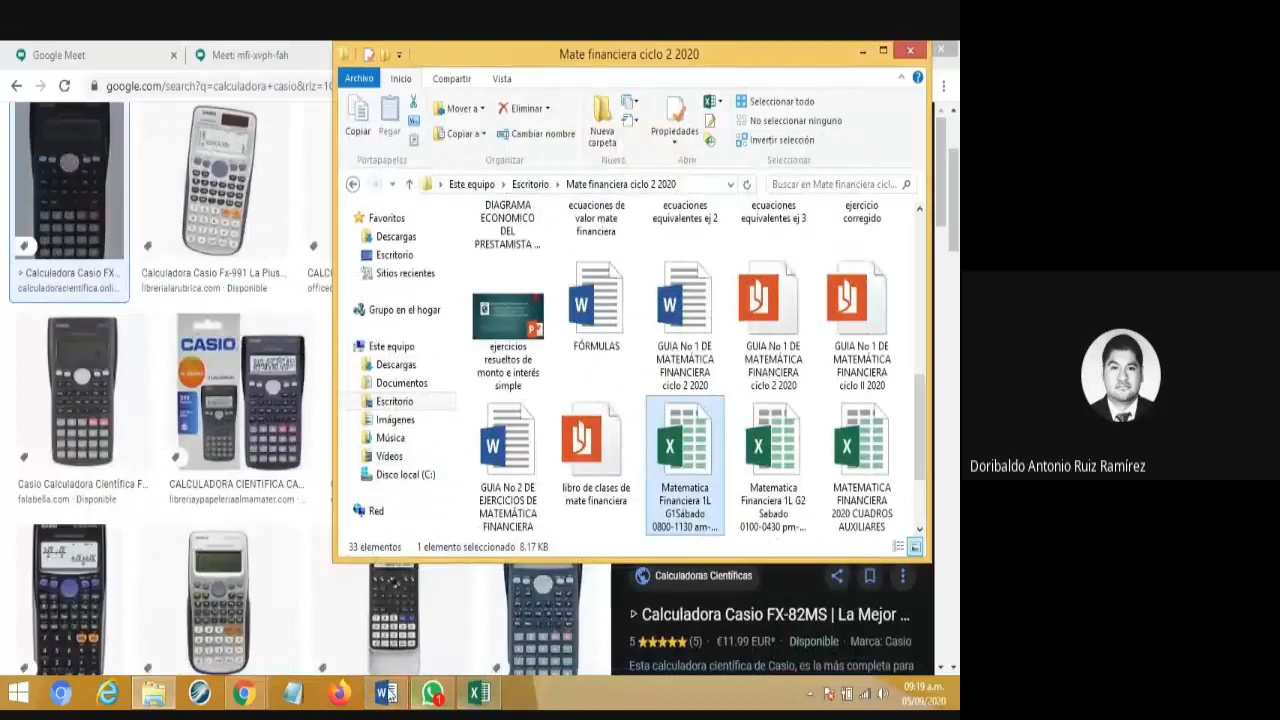 Google Meet
Meet: mfi-xvph-fah
Mate financiera ciclo 2 2020
google.com/search?q=calculadora+casio&rlz=1C
Archivo
Inicio
Compartir
Vista
Copiar
Pegar
Mover a
Copiar a
Eliminar
Cambiar nombre
Nueva
carpeta
Propiedades
Seleccionar todo
No seleccionar ninguno
Invertir selección
Portapapeles
Organizar
Nuevo
Abrir
Seleccionar
Este equipo
Escritorio
Mate financiera ciclo 2 2020
Buscar en Mate financiera cicl...
Favoritos
Descargas
Escritorio
Sitios recientes
Grupo en el hogar
Este equipo
Descargas
Documentos
Escritorio
Imágenes
Música
Vídeos
Disco local (C:)
Red
DIAGRAMA
ECONOMICO
DEL
PRESTAMISTA ...
ecuaciones de
valor mate
financiera
ecuaciones
equivalentes ej 2
ecuaciones
equivalentes ej 3
ejercicio
corregido
ejercicios
resueltos de
monto e interés
simple
FÓRMULAS
GUIA No 1 DE
MATEMÁTICA
FINANCIERA
ciclo 2 2020
GUIA No 1 DE
MATEMÁTICA
FINANCIERA
ciclo 2 2020
GUIA No 1 DE
MATEMÁTICA
FINANCIERA
ciclo II 2020
GUIA No 2 DE
EJERCICIOS DE
MATEMÁTICA
FINANCIERA
libro de clases de
mate financiera
Matematica
Financiera 1L
G1Sábado
0800-1130 am-...
Matematica
Financiera 1L G2
Sabado
0100-0430 pm-...
MATEMATICA
FINANCIERA
2020 CUADROS
AUXILIARES
33 elementos
1 elemento seleccionado 8.17 KB
> Calculadora Casio FX...
calculadoracientifica.onli...
Calculadora Casio Fx-991 La Plus...
librerialarubrica.com · Disponible
CALC
officed
CASIO
Casio Calculadora Científica F...
falabella.com · Disponible
CALCULADORA CIENTIFICA CA...
libreriaypapeleriaalmamater.com · ...
Calculadoras Científicas
▷ Calculadora Casio FX-82MS | La Mejor ...
5 ★★★★★ (5) · €11.99 EUR* · Disponible · Marca: Casio
Esta calculadora científica de Casio, es la más completa para
09:19 a.m.
05/09/2020
Doribaldo Antonio Ruiz Ramírez